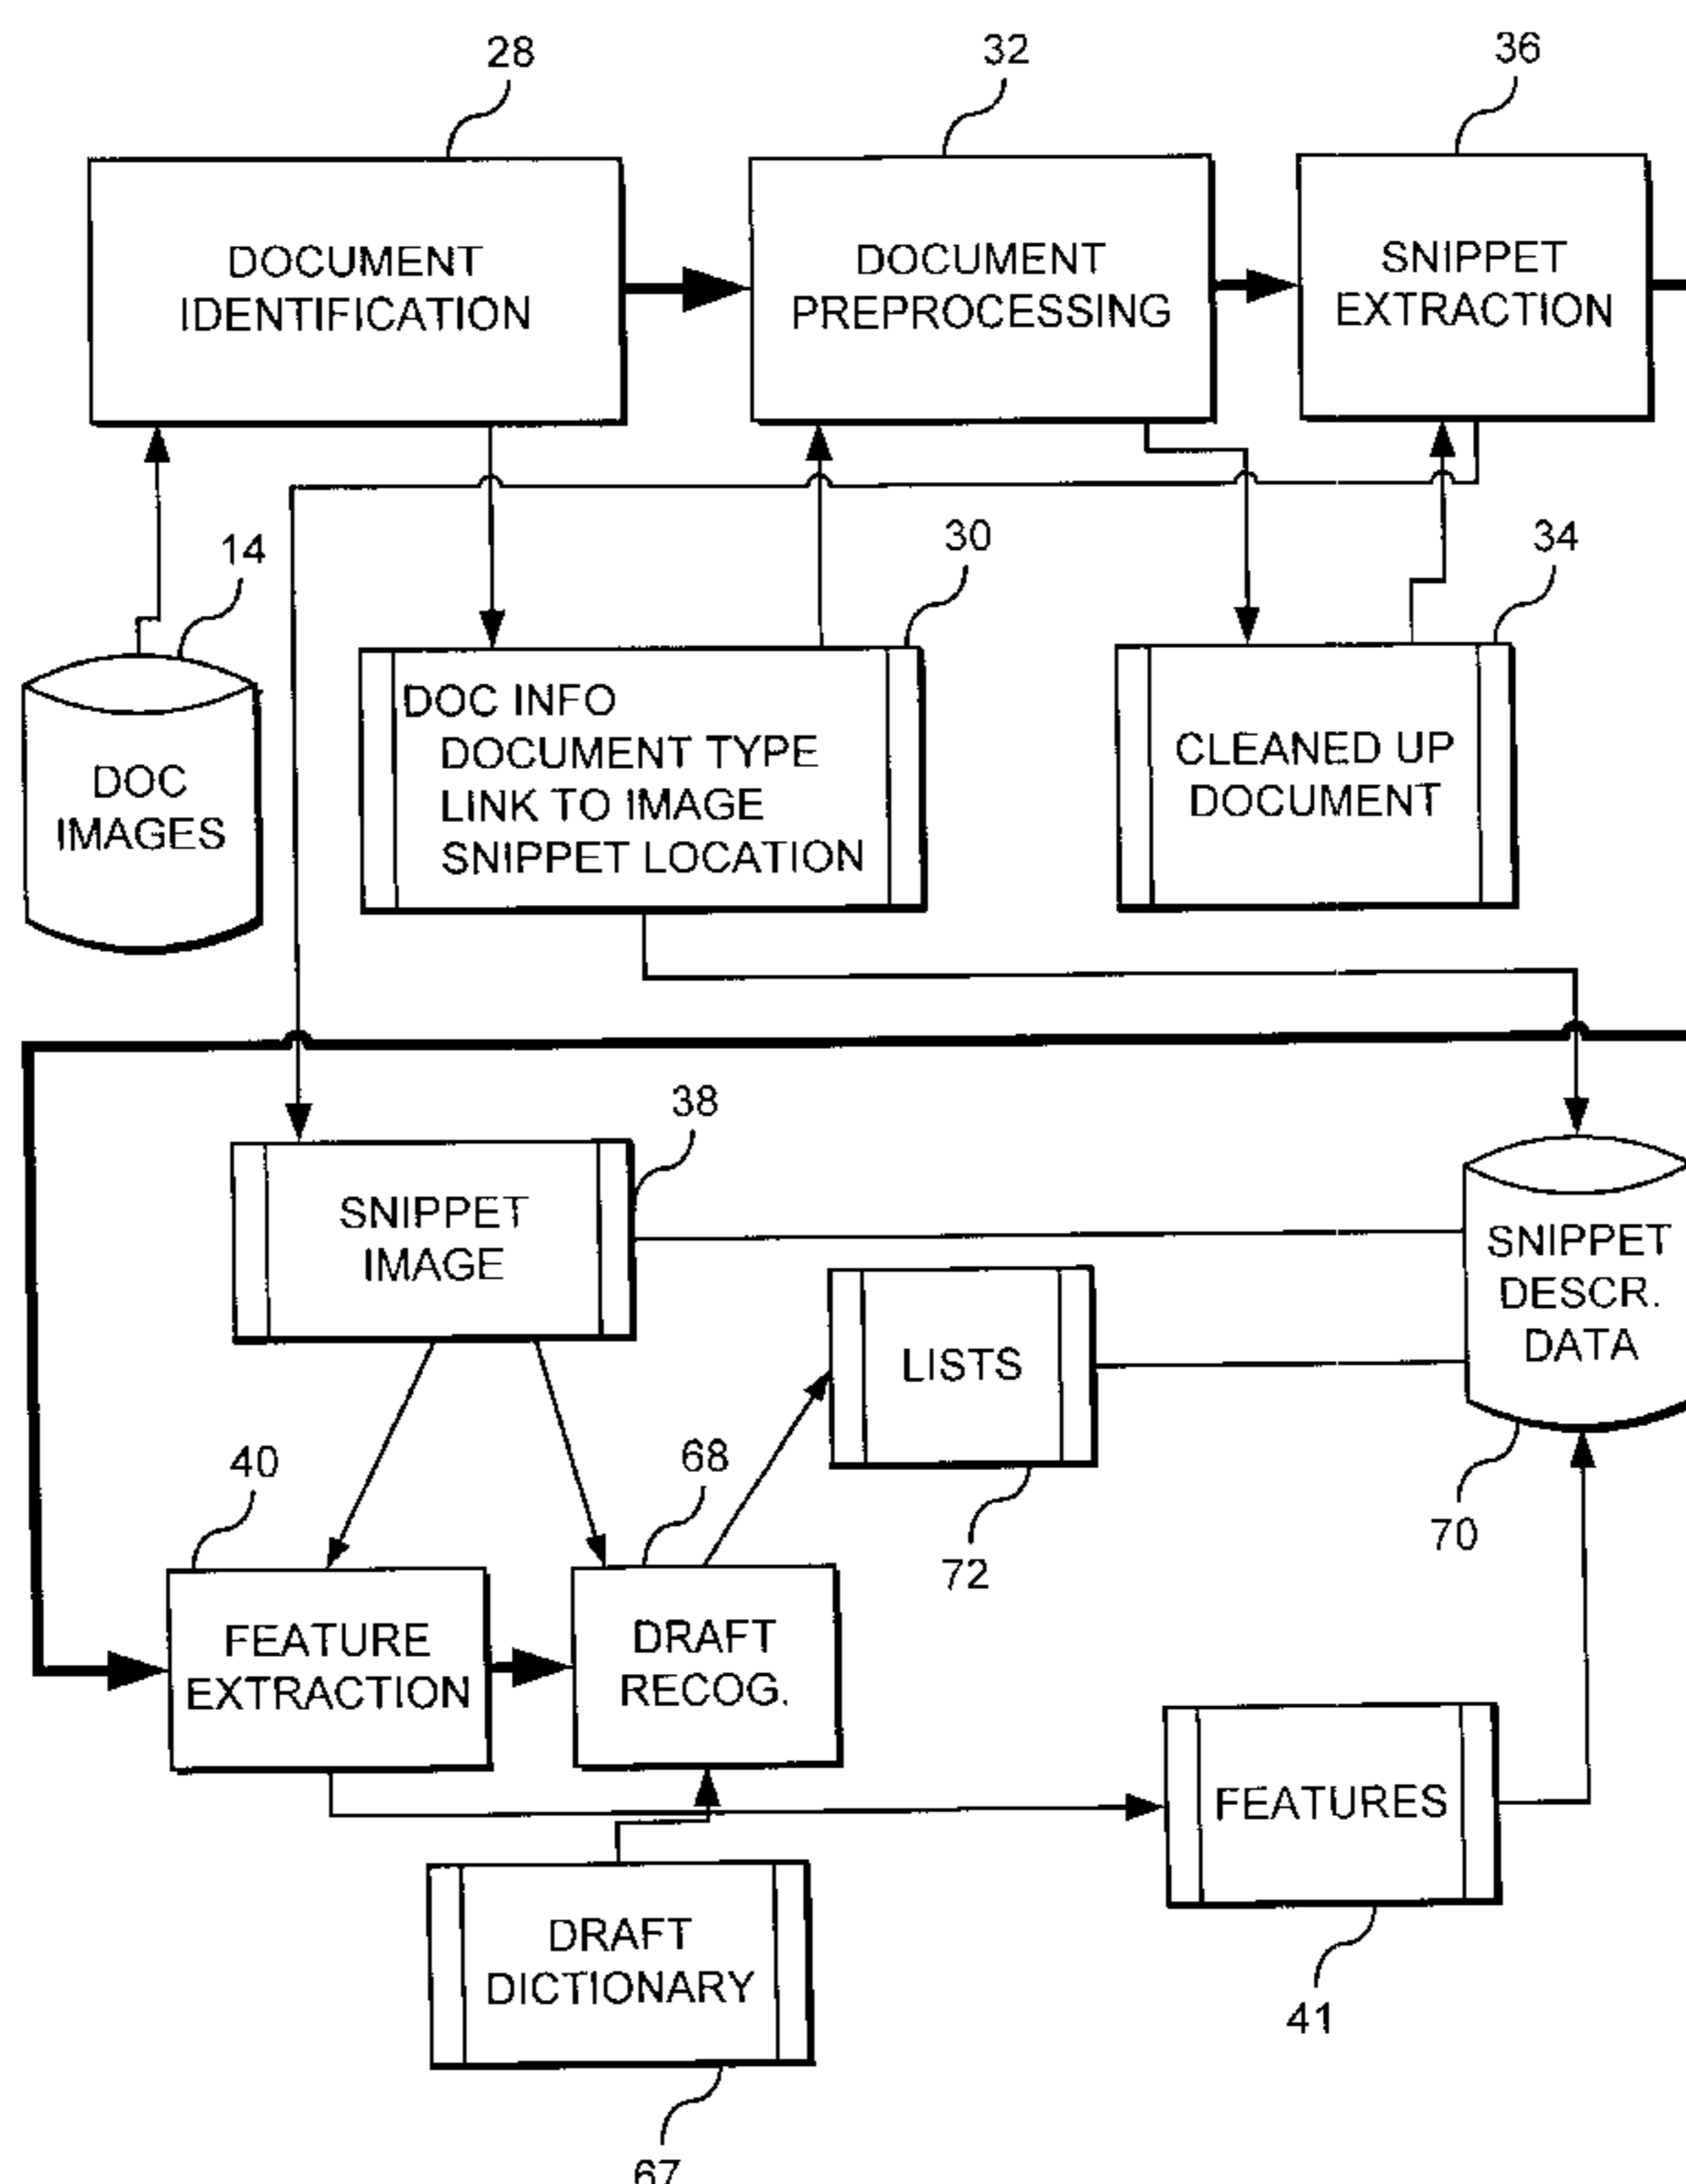 28
32
36
DOCUMENT
IDENTIFICATION
DOCUMENT
PREPROCESSING
SNIPPET
EXTRACTION
14
30
34
DOC
IMAGES
DOC INFO
DOCUMENT TYPE
LINK TO IMAGE
SNIPPET LOCATION
CLEANED UP
DOCUMENT
38
SNIPPET
IMAGE
LISTS
SNIPPET
DESCR.
DATA
40
68
72
70
FEATURE
EXTRACTION
DRAFT
RECOG.
FEATURES
DRAFT
DICTIONARY
41
67